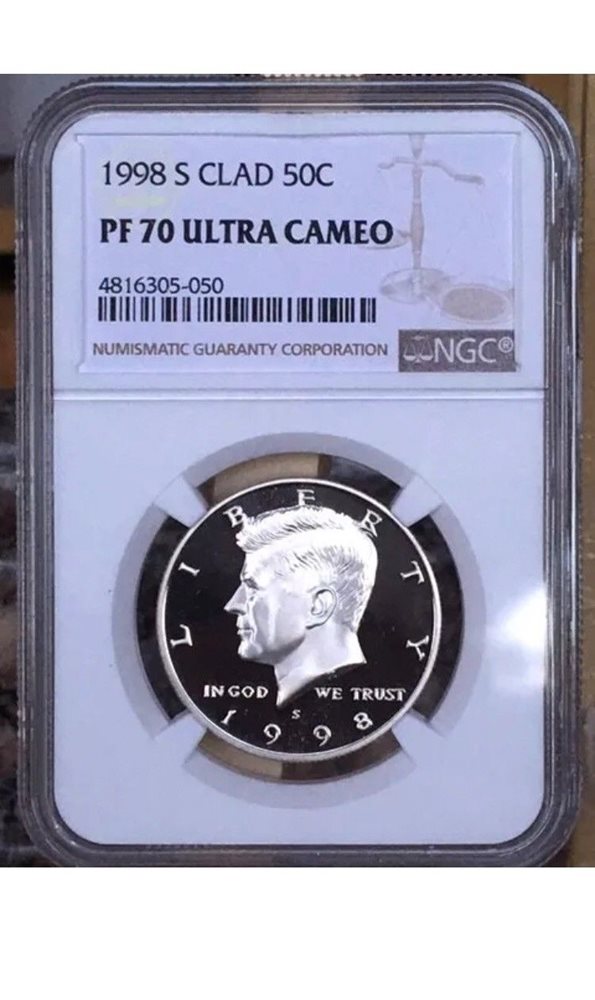 1998 S CLAD 50C
PF 70 ULTRA CAMEO
4816305-050
NUMISMATIC GUARANTY CORPORATION
NGC®
LIBERTY
IN GOD WE TRUST
S
1998